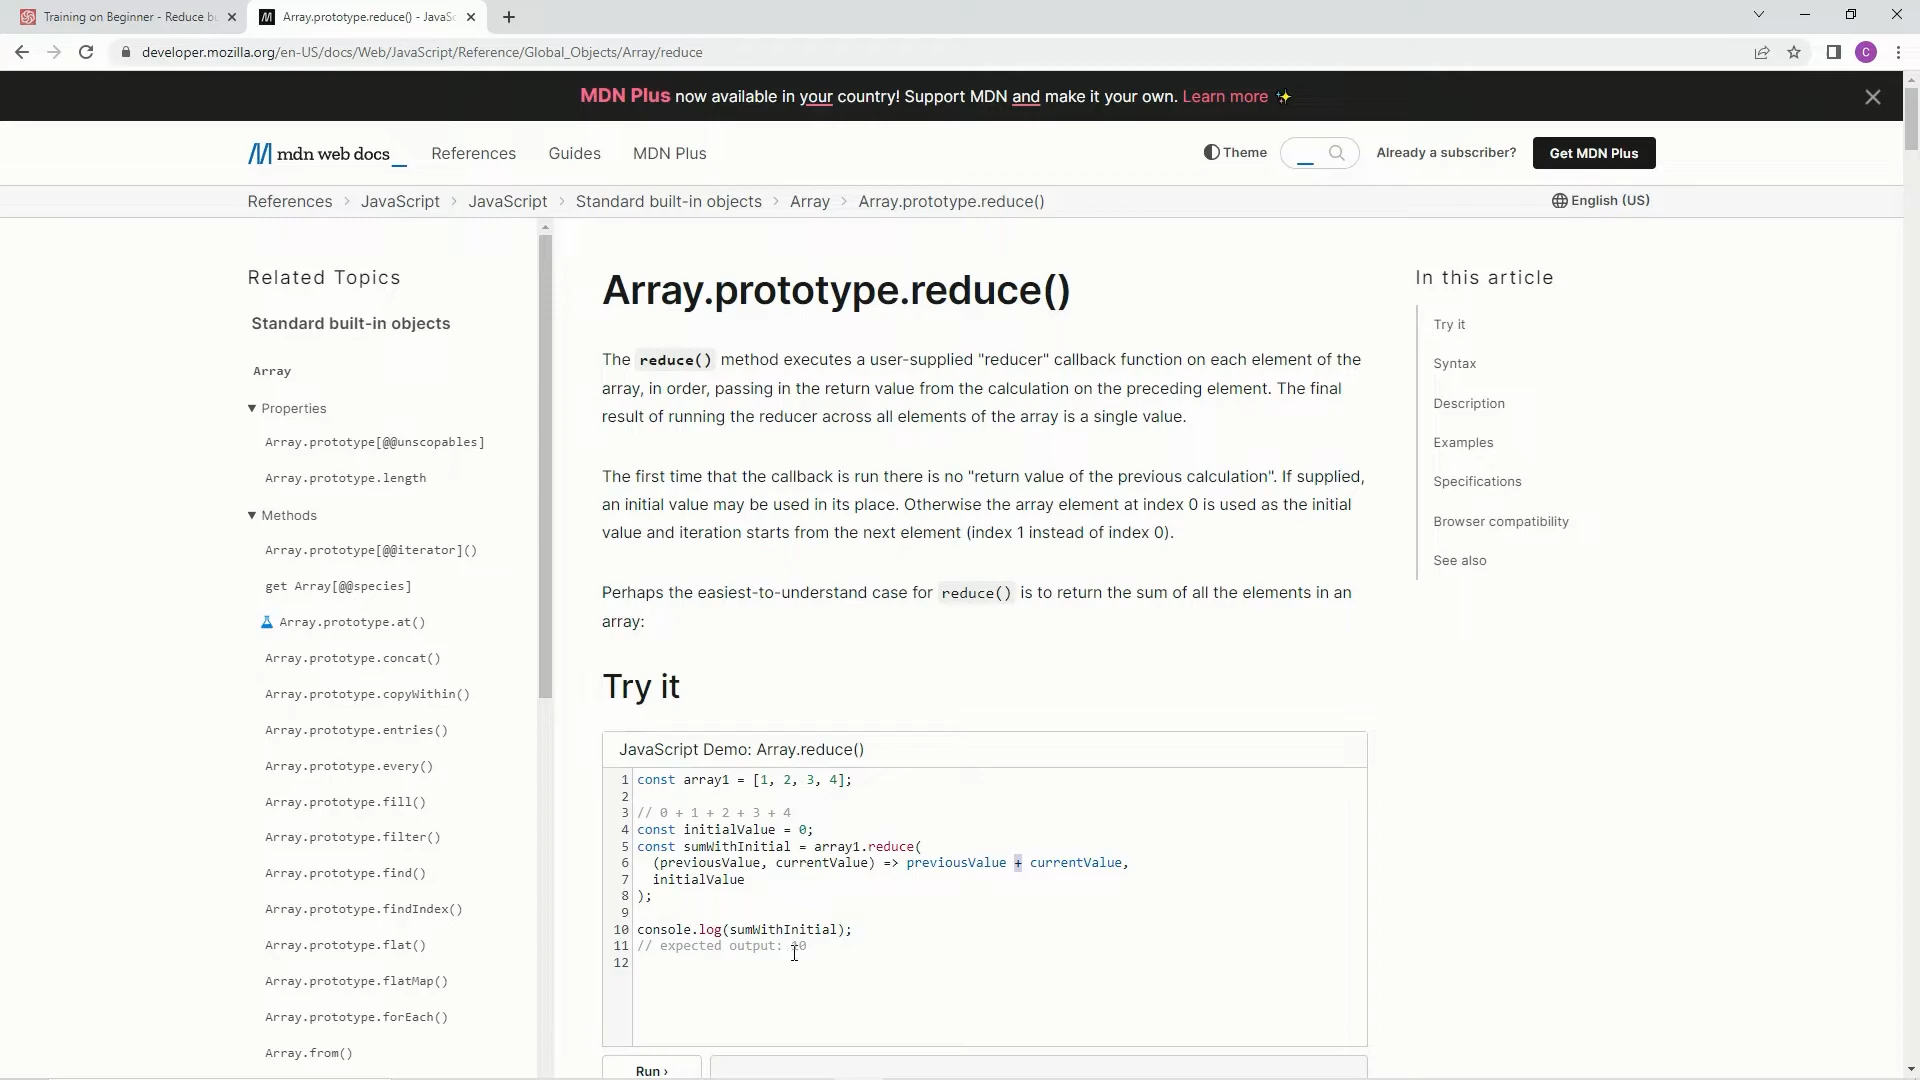 Training on Beginner - Reduce bu
Array.prototype.reduce() - JavaSc
developer.mozilla.org/en-US/docs/Web/JavaScript/Reference/Global_Objects/Array/reduce
C
MDN Plus now available in your country! Support MDN and make it your own. Learn more ✨
mdn web docs_
References
Guides
MDN Plus
Theme
Already a subscriber?
Get MDN Plus
References > JavaScript > JavaScript > Standard built-in objects > Array > Array.prototype.reduce()
English (US)
Related Topics
Standard built-in objects
Array
▼ Properties
Array.prototype[@@unscopables]
Array.prototype.length
▼ Methods
Array.prototype[@@iterator]()
get Array[@@species]
Array.prototype.at()
Array.prototype.concat()
Array.prototype.copyWithin()
Array.prototype.entries()
Array.prototype.every()
Array.prototype.fill()
Array.prototype.filter()
Array.prototype.find()
Array.prototype.findIndex()
Array.prototype.flat()
Array.prototype.flatMap()
Array.prototype.forEach()
Array.from()
Array.prototype.reduce()
The reduce() method executes a user-supplied "reducer" callback function on each element of the
array, in order, passing in the return value from the calculation on the preceding element. The final
result of running the reducer across all elements of the array is a single value.
The first time that the callback is run there is no "return value of the previous calculation". If supplied,
an initial value may be used in its place. Otherwise the array element at index 0 is used as the initial
value and iteration starts from the next element (index 1 instead of index 0).
Perhaps the easiest-to-understand case for reduce() is to return the sum of all the elements in an
array:
Try it
JavaScript Demo: Array.reduce()
1 const array1 = [1, 2, 3, 4];
2
3 // 0 + 1 + 2 + 3 + 4
4 const initialValue = 0;
5 const sumWithInitial = array1.reduce(
6 (previousValue, currentValue) => previousValue + currentValue,
7 initialValue
8 );
9
10 console.log(sumWithInitial);
11 // expected output: 10
12
Run ›
In this article
Try it
Syntax
Description
Examples
Specifications
Browser compatibility
See also